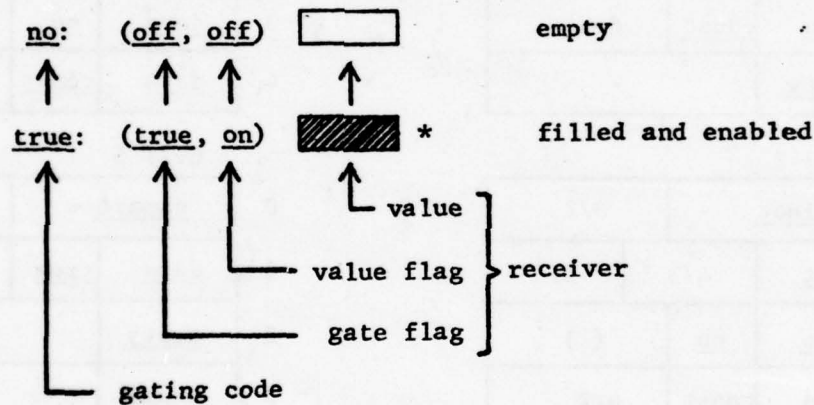 no: (off, off) empty
true: (true, on) * filled and enabled
value
value flag
receiver
gate flag
gating code